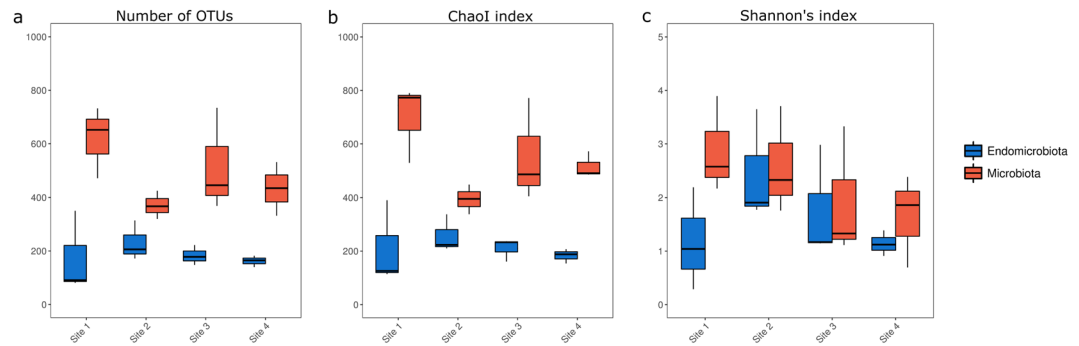 a
Number of OTUs
1000
800
600
400
200
0
Site 1
Site 2
Site 3
Site 4
b
ChaoI index
1000
800
600
400
200
0
Site 1
Site 2
Site 3
Site 4
c
Shannon's index
5
4
3
2
1
0
Site 1
Site 2
Site 3
Site 4
Endomicrobiota
Microbiota